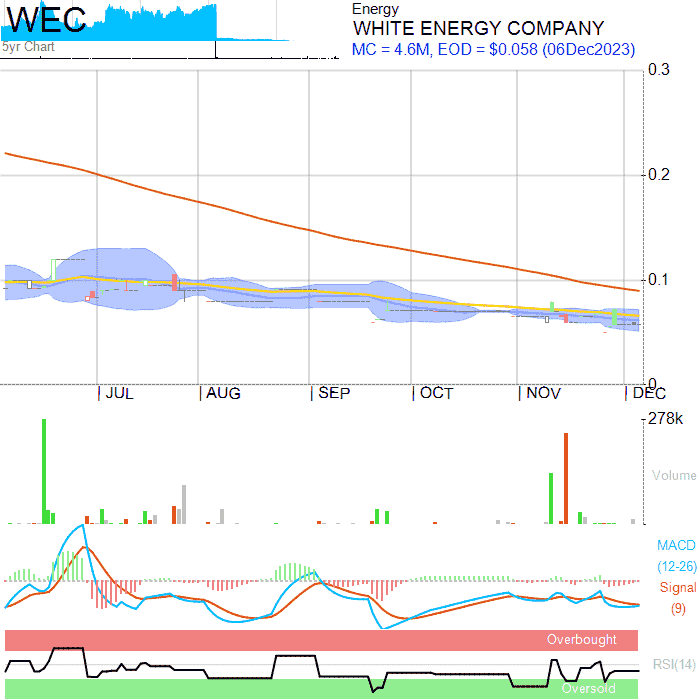 WEC
5yr Chart
Energy
WHITE ENERGY COMPANY
MC = 4.6M, EOD = $0.058 (06Dec2023)
0.3
0.2
0.1
0
JUL
AUG
SEP
OCT
NOV
DEC
278k
Volume
MACD
(12-26)
Signal
(9)
Overbought
RSI(14)
Oversold